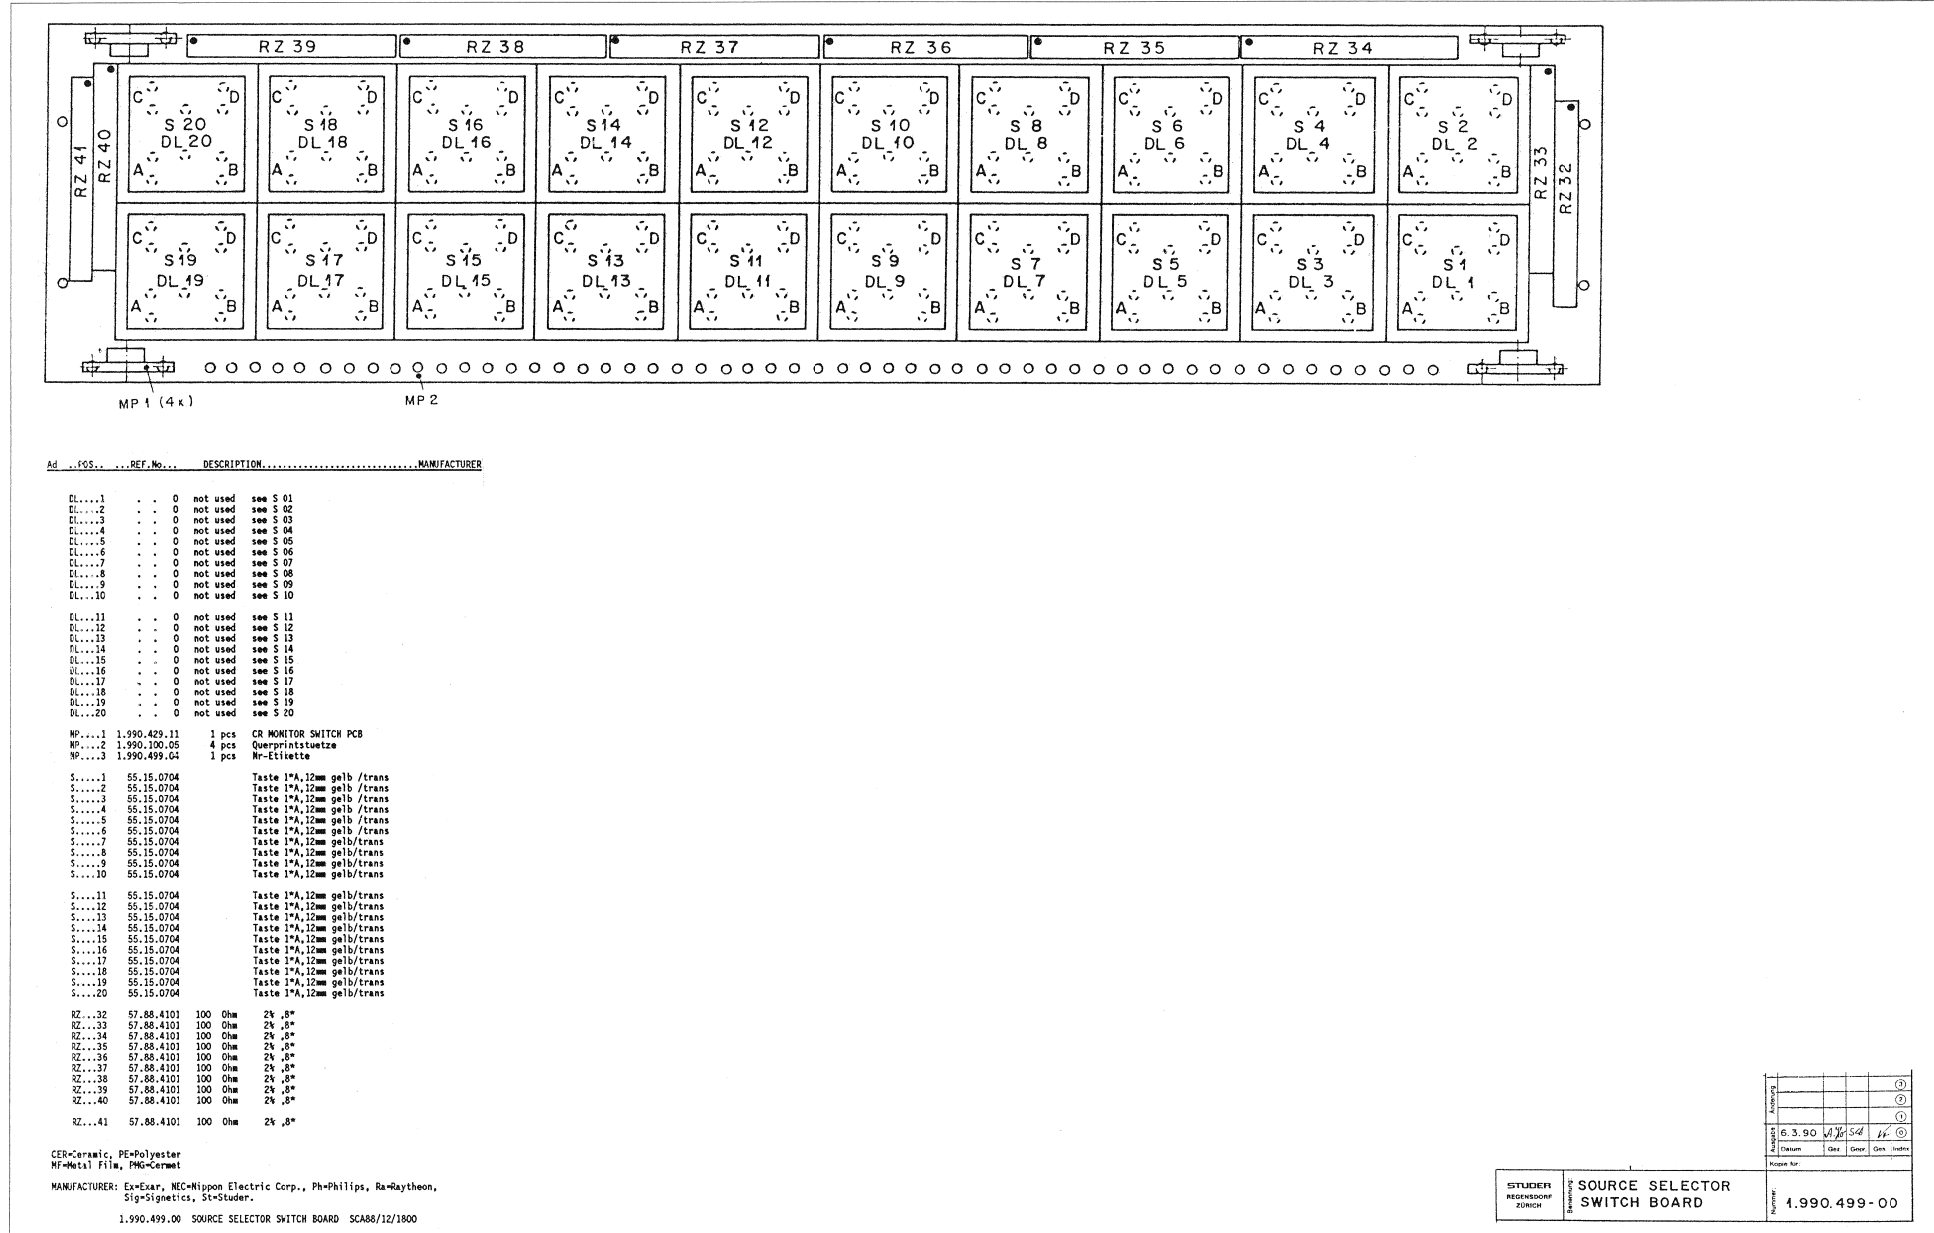 RZ 39 RZ 38 RZ 37 RZ 36 RZ 35 RZ 34
RZ 41
RZ 40
RZ 33
RZ 32
C D C D C D C D C D C D C D C D C D C D
S 20 S 18 S 16 S 14 S 12 S 10 S 8 S 6 S 4 S 2
DL 20 DL 18 DL 16 DL 14 DL 12 DL 10 DL 8 DL 6 DL 4 DL 2
A B A B A B A B A B A B A B A B A B A B
C D C D C D C D C D C D C D C D C D C D
S 19 S 17 S 15 S 13 S 11 S 9 S 7 S 5 S 3 S 1
DL 19 DL 17 DL 15 DL 13 DL 11 DL 9 DL 7 DL 5 DL 3 DL 1
A B A B A B A B A B A B A B A B A B A B
MP 1 (4x) MP 2
Ad ..POS.. ...REF.No... DESCRIPTION.............................MANUFACTURER
DL....1 . . 0 not used see S 01
DL....2 . . 0 not used see S 02
DL....3 . . 0 not used see S 03
DL....4 . . 0 not used see S 04
DL....5 . . 0 not used see S 05
DL....6 . . 0 not used see S 06
DL....7 . . 0 not used see S 07
DL....8 . . 0 not used see S 08
DL....9 . . 0 not used see S 09
DL...10 . . 0 not used see S 10
DL...11 . . 0 not used see S 11
DL...12 . . 0 not used see S 12
DL...13 . . 0 not used see S 13
DL...14 . . 0 not used see S 14
DL...15 . . 0 not used see S 15
DL...16 . . 0 not used see S 16
DL...17 . . 0 not used see S 17
DL...18 . . 0 not used see S 18
DL...19 . . 0 not used see S 19
DL...20 . . 0 not used see S 20
MP....1 1.990.429.11 1 pcs CR MONITOR SWITCH PCB
MP....2 1.990.100.05 4 pcs Querprintstuetze
MP....3 1.990.499.04 1 pcs Nr-Etikette
S.....1 55.15.0704 Taste 1*A,12mm gelb /trans
S.....2 55.15.0704 Taste 1*A,12mm gelb /trans
S.....3 55.15.0704 Taste 1*A,12mm gelb /trans
S.....4 55.15.0704 Taste 1*A,12mm gelb /trans
S.....5 55.15.0704 Taste 1*A,12mm gelb /trans
S.....6 55.15.0704 Taste 1*A,12mm gelb /trans
S.....7 55.15.0704 Taste 1*A,12mm gelb/trans
S.....8 55.15.0704 Taste 1*A,12mm gelb/trans
S.....9 55.15.0704 Taste 1*A,12mm gelb/trans
S....10 55.15.0704 Taste 1*A,12mm gelb/trans
S....11 55.15.0704 Taste 1*A,12mm gelb/trans
S....12 55.15.0704 Taste 1*A,12mm gelb/trans
S....13 55.15.0704 Taste 1*A,12mm gelb/trans
S....14 55.15.0704 Taste 1*A,12mm gelb/trans
S....15 55.15.0704 Taste 1*A,12mm gelb/trans
S....16 55.15.0704 Taste 1*A,12mm gelb/trans
S....17 55.15.0704 Taste 1*A,12mm gelb/trans
S....18 55.15.0704 Taste 1*A,12mm gelb/trans
S....19 55.15.0704 Taste 1*A,12mm gelb/trans
S....20 55.15.0704 Taste 1*A,12mm gelb/trans
RZ...32 57.88.4101 100 Ohm 2% ,8*
RZ...33 57.88.4101 100 Ohm 2% ,8*
RZ...34 57.88.4101 100 Ohm 2% ,8*
RZ...35 57.88.4101 100 Ohm 2% ,8*
RZ...36 57.88.4101 100 Ohm 2% ,8*
RZ...37 57.88.4101 100 Ohm 2% ,8*
RZ...38 57.88.4101 100 Ohm 2% ,8*
RZ...39 57.88.4101 100 Ohm 2% ,8*
RZ...40 57.88.4101 100 Ohm 2% ,8*
RZ...41 57.88.4101 100 Ohm 2% ,8*
CER=Ceramic, PE=Polyester
MF=Metal Film, PMG=Cermet
MANUFACTURER: Ex=Exar, NEC=Nippon Electric Corp., Ph=Philips, Ra=Raytheon,
Sig=Signetics, St=Studer.
1.990.499.00 SOURCE SELECTOR SWITCH BOARD SCA88/12/1800
Änderung
3
2
1
Ausgabe 6.3.90 0
Datum Gez. Gepr. Ges. Index
Kopie für:
STUDER
REGENSDORF
ZÜRICH
Benennung:
SOURCE SELECTOR
SWITCH BOARD
Nummer:
1.990.499-00